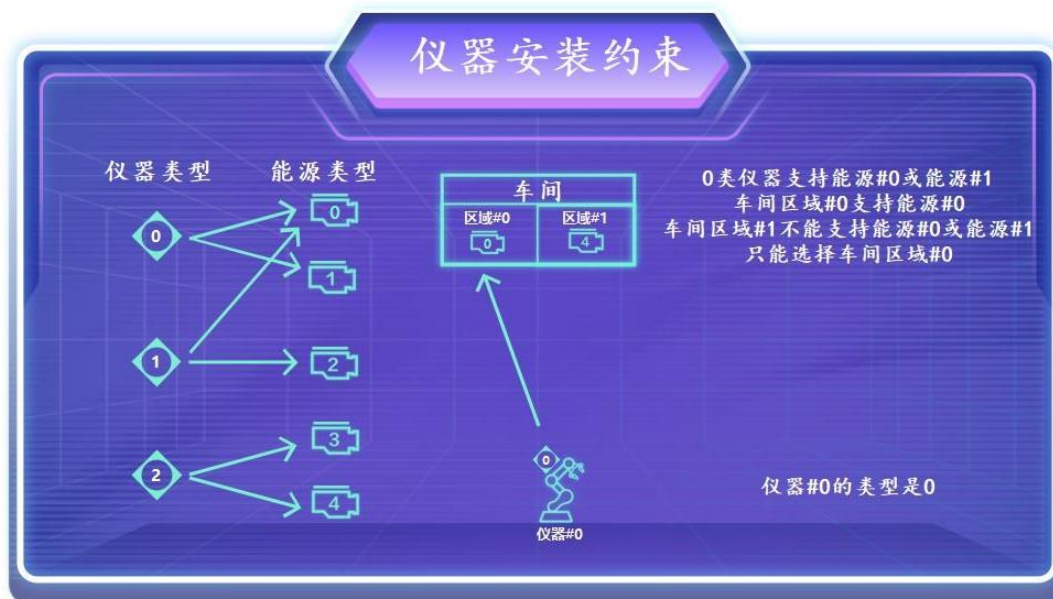 仪器安装约束
仪器类型
能源类型
0
1
2
0
1
2
3
4
车间
区域#0
区域#1
0
4
0类仪器支持能源#0或能源#1
车间区域#0支持能源#0
车间区域#1不能支持能源#0或能源#1
只能选择车间区域#0
0
仪器#0
仪器#0的类型是0